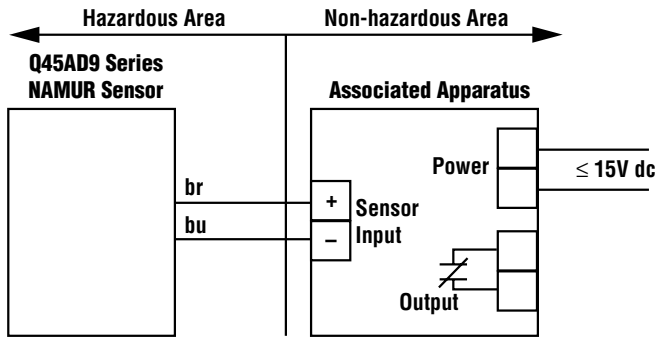 Hazardous Area
Non-hazardous Area
Q45AD9 Series
NAMUR Sensor
Associated Apparatus
Power
≤ 15V dc
br
bu
+
–
Sensor
Input
Output